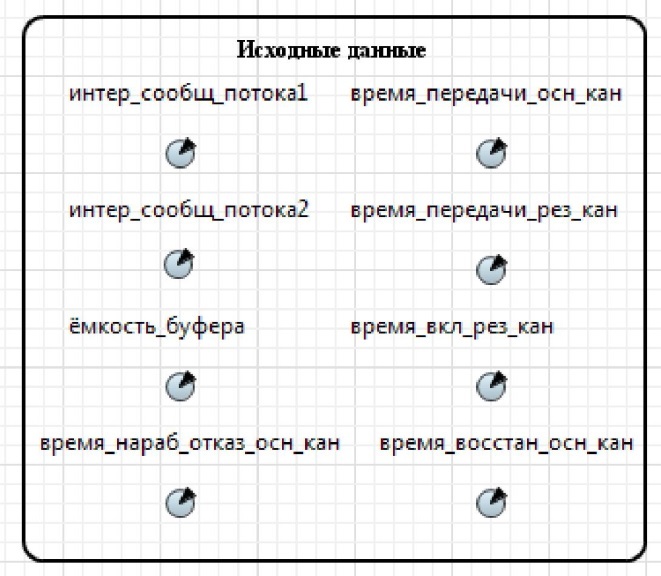 Исходные данные
интер_сообщ_потока1 время_передачи_осн_кан
интер_сообщ_потока2 время_передачи_рез_кан
ёмкость_буфера время_вкл_рез_кан
время_нараб_отказ_осн_кан время_восстан_осн_кан